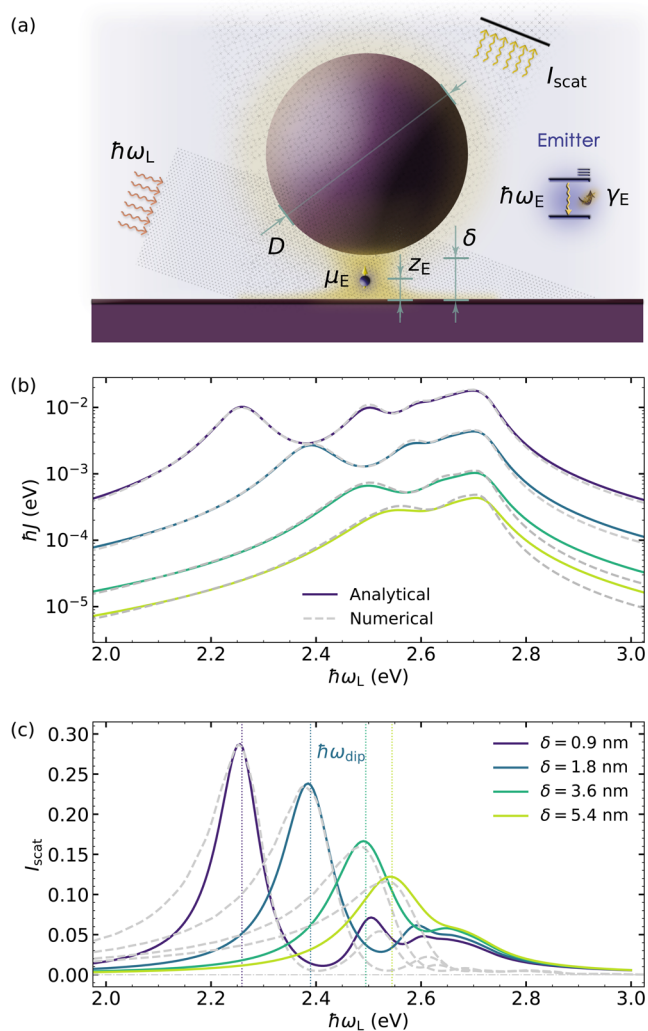 (a)
I_scat
Emitter
ħω_L
ħω_E
γ_E
D
δ
z_E
μ_E
(b)
10⁻²
10⁻³
10⁻⁴
10⁻⁵
ħJ (eV)
Analytical
Numerical
2.0 2.2 2.4 2.6 2.8 3.0
ħω_L (eV)
(c)
0.30
0.25
0.20
0.15
0.10
0.05
0.00
I_scat
ħω_dip
δ = 0.9 nm
δ = 1.8 nm
δ = 3.6 nm
δ = 5.4 nm
2.0 2.2 2.4 2.6 2.8 3.0
ħω_L (eV)